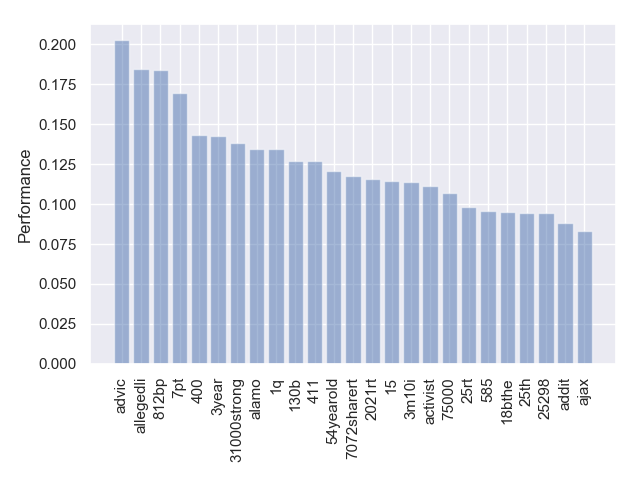 0.200
0.175
0.150
0.125
0.100
0.075
0.050
0.025
0.000
Performance
advic
allegedli
812bp
7pt
400
3year
31000strong
alamo
1q
130b
411
54yearold
7072sharert
2021rt
15
3m10i
activist
75000
25rt
585
18bthe
25th
25298
addit
ajax